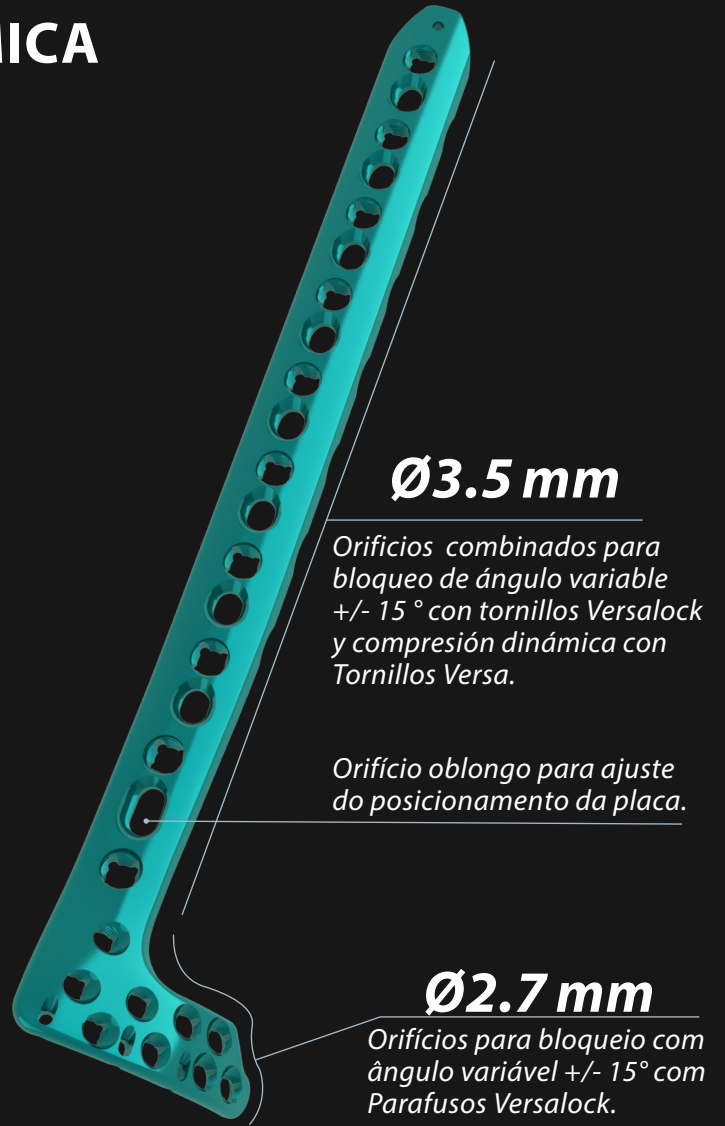 MICA
Ø3.5 mm
Orificios combinados para
bloqueo de ángulo variable
+/- 15 ° con tornillos Versalock
y compresión dinámica con
Tornillos Versa.
Orifício oblongo para ajuste
do posicionamento da placa.
Ø2.7 mm
Orifícios para bloqueio com
ângulo variável +/- 15° com
Parafusos Versalock.